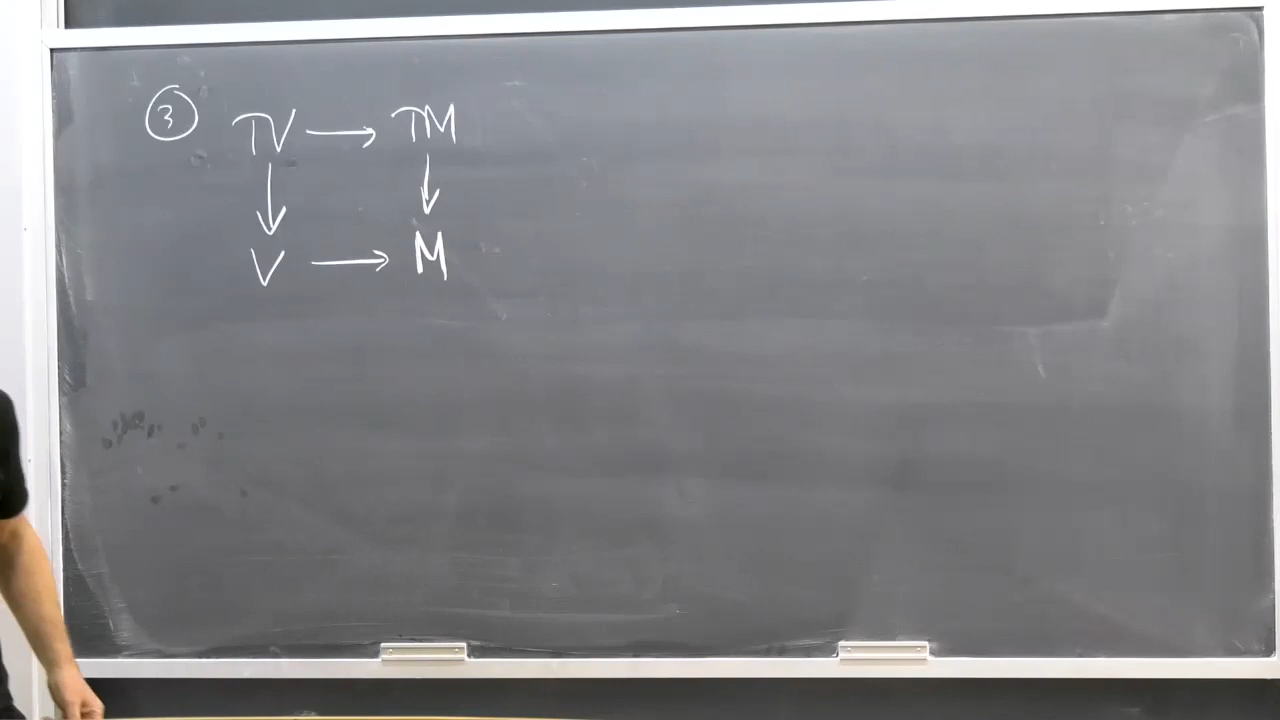 ③ TV → TM
↓ ↓
V → M